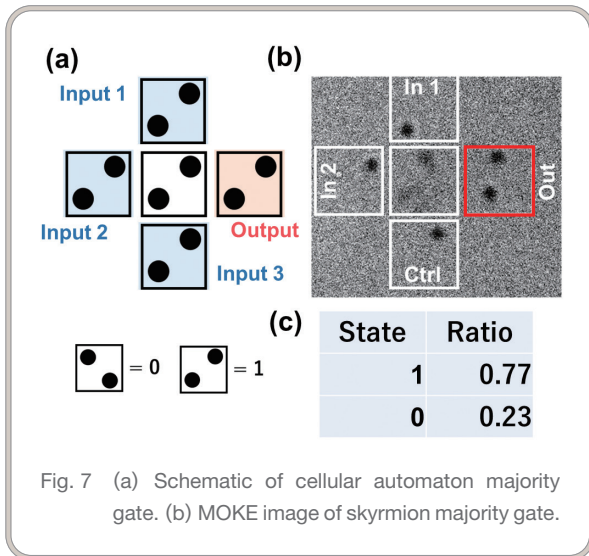 (a)
Input 1
Input 2
Output
Input 3
= 0
= 1
(b)
In 1
In 2
Out
Ctrl
(c)
State Ratio
1 0.77
0 0.23
Fig. 7 (a) Schematic of cellular automaton majority
gate. (b) MOKE image of skyrmion majority gate.